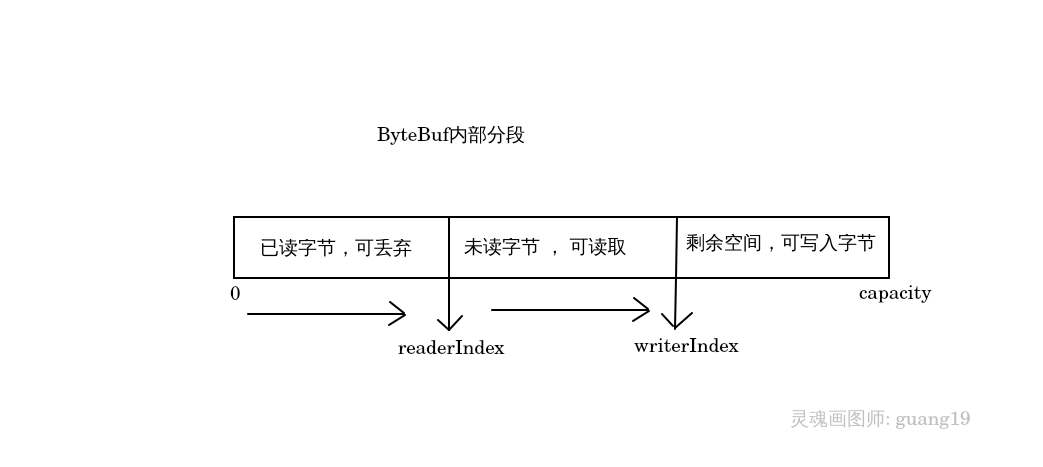 ByteBuf内部分段
已读字节，可丢弃
未读字节 ， 可读取
剩余空间，可写入字节
0
capacity
readerIndex
writerIndex
灵魂画图师: guang19